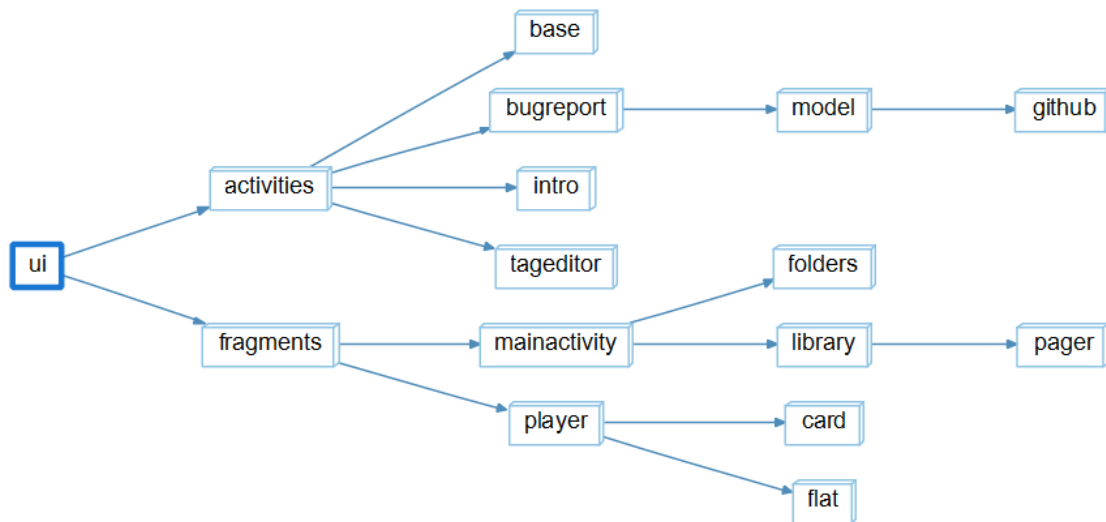 base
bugreport
model
github
activities
intro
ui
tageditor
folders
fragments
mainactivity
library
pager
player
card
flat